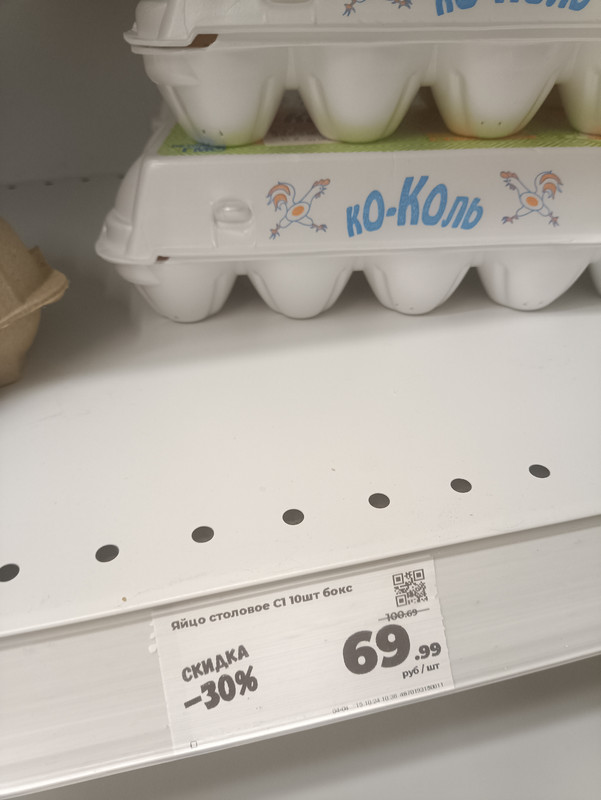 КО-КОЛЬ
КО-КОЛЬ
Яйцо столовое С1 10шт бокс
100.69
СКИДКА
69.99
-30%
руб / шт